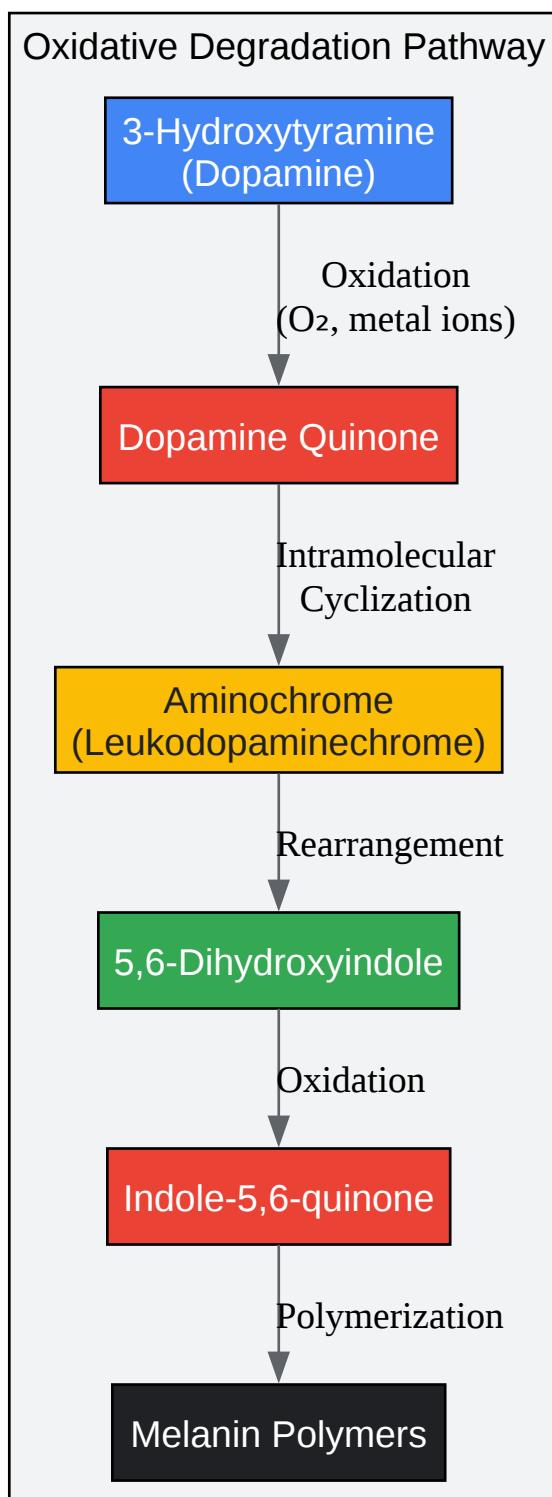 Oxidative Degradation Pathway
3-Hydroxytyramine
(Dopamine)
Oxidation
(O₂, metal ions)
Dopamine Quinone
Intramolecular
Cyclization
Aminochrome
(Leukodopaminechrome)
Rearrangement
5,6-Dihydroxyindole
Oxidation
Indole-5,6-quinone
Polymerization
Melanin Polymers